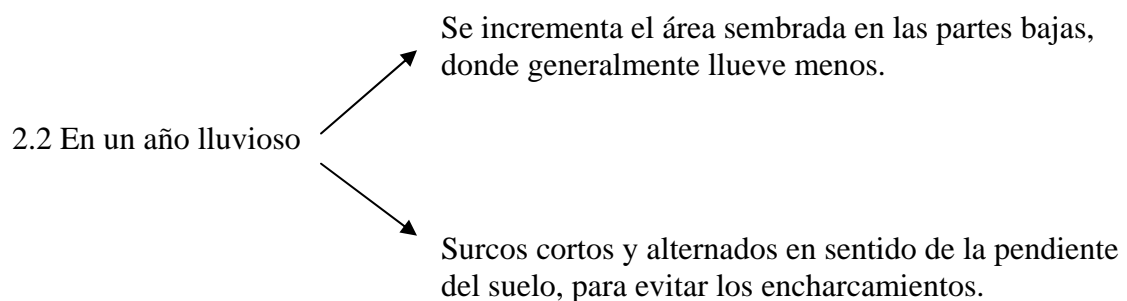 Se incrementa el área sembrada en las partes bajas,
donde generalmente llueve menos.
2.2 En un año lluvioso
Surcos cortos y alternados en sentido de la pendiente
del suelo, para evitar los encharcamientos.